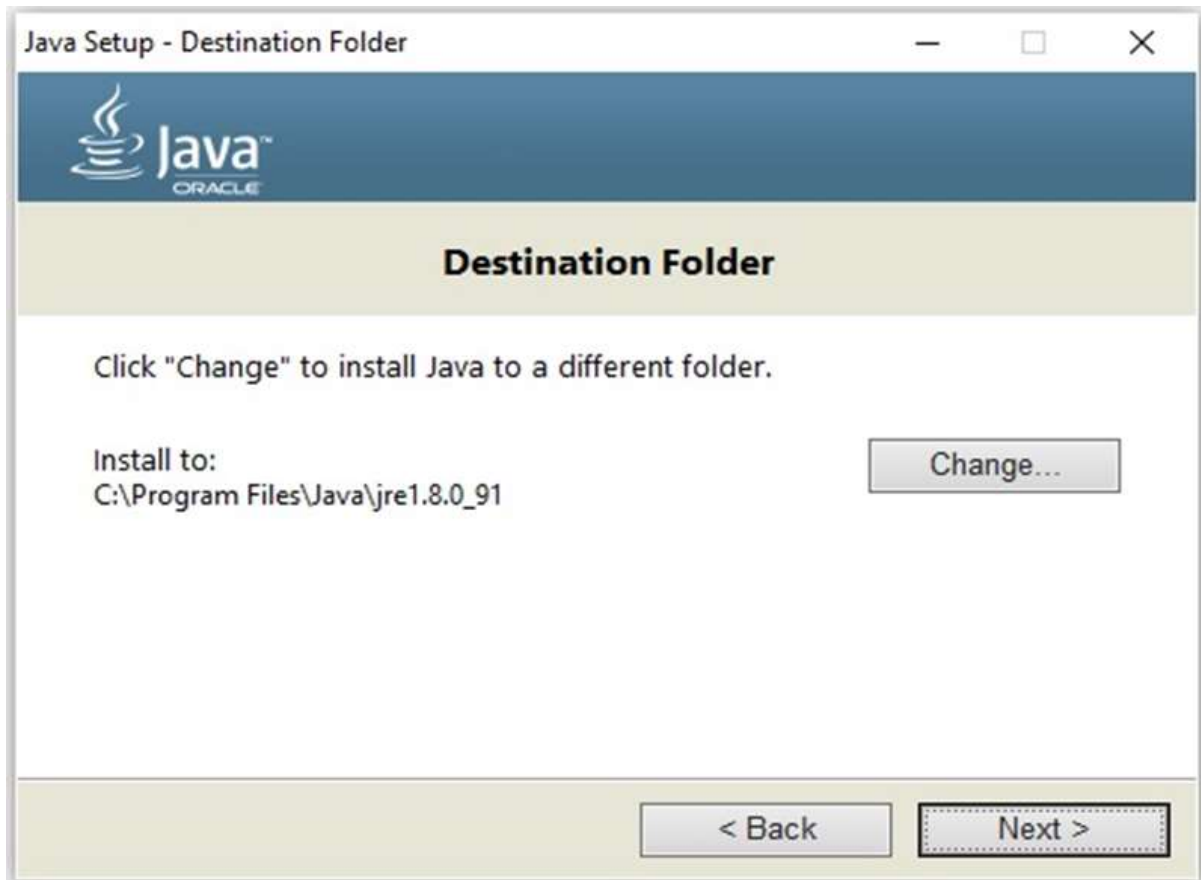 Java Setup - Destination Folder
Java™
ORACLE
Destination Folder
Click "Change" to install Java to a different folder.
Install to:
Change...
C:\Program Files\Java\jre1.8.0_91
< Back
Next >